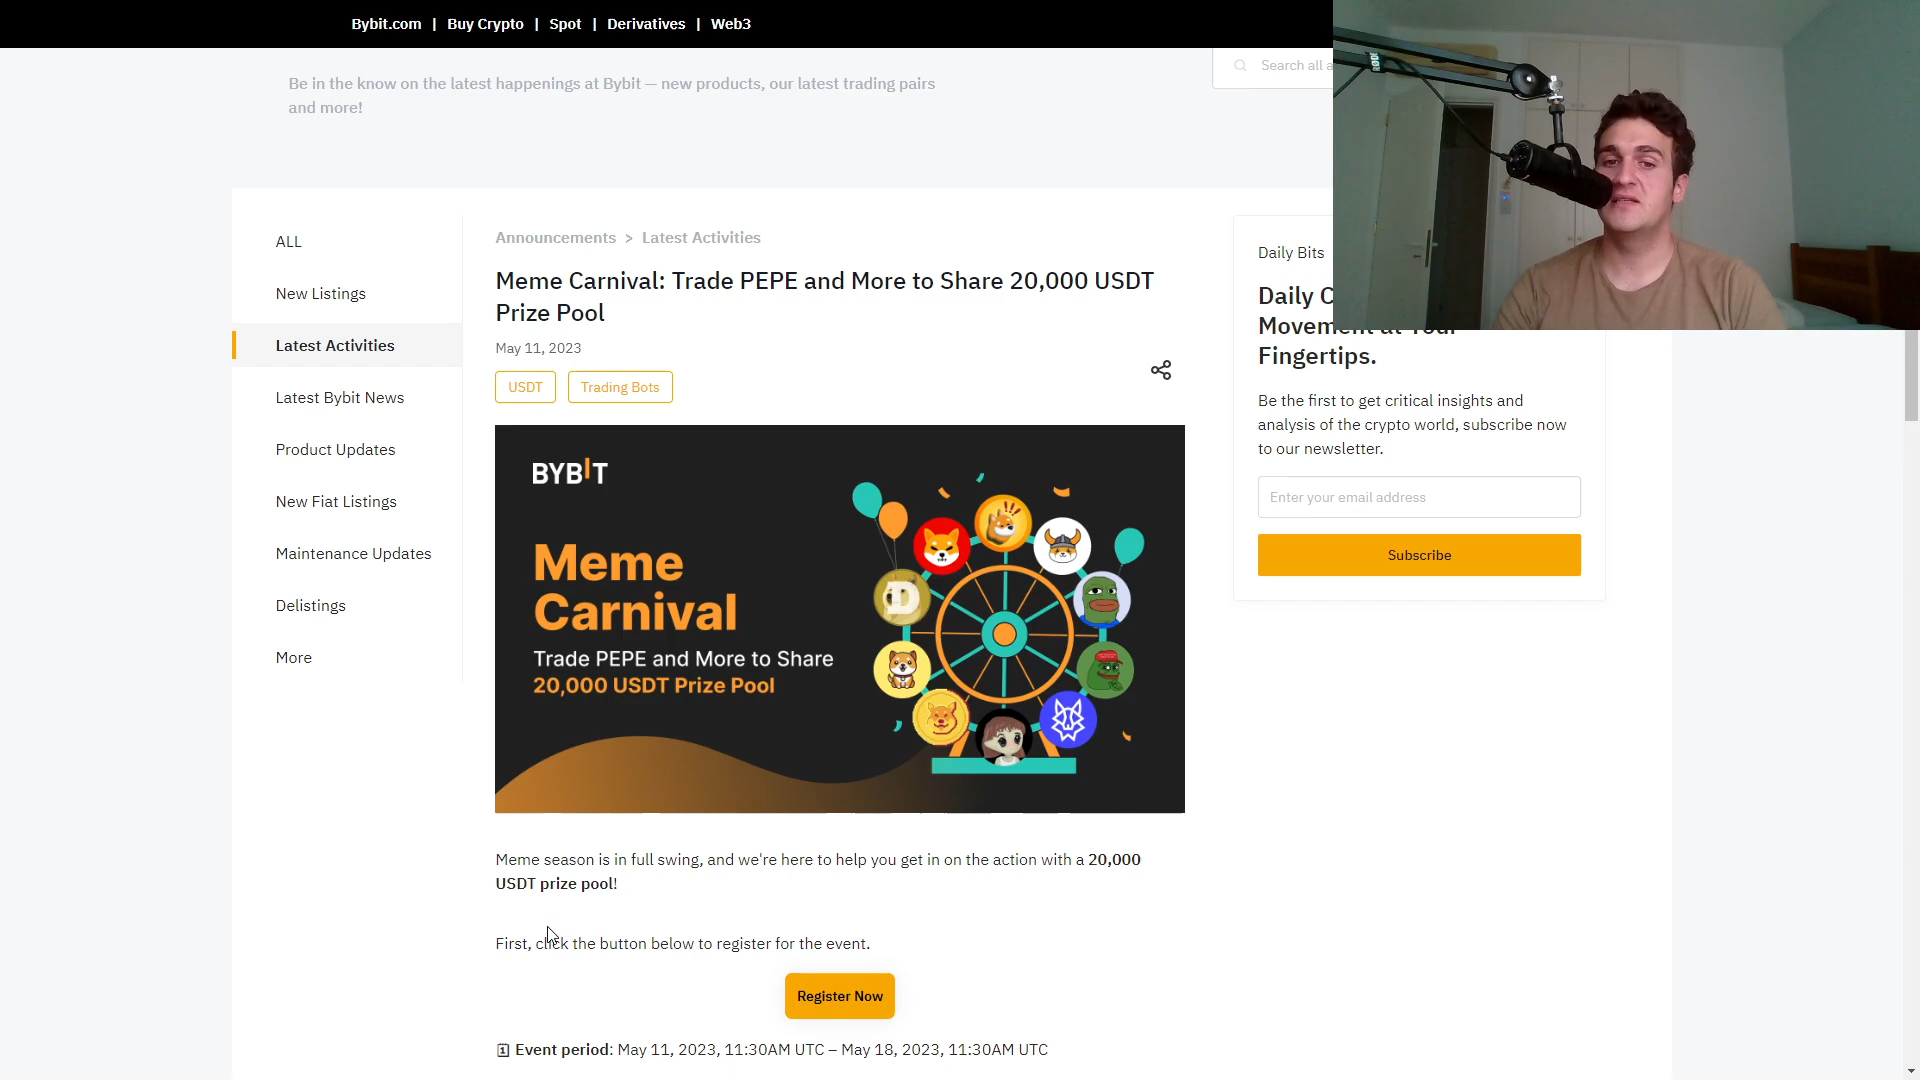 Bybit.com | Buy Crypto | Spot | Derivatives | Web3
Be in the know on the latest happenings at Bybit — new products, our latest trading pairs
and more!
Search all
RØDE
ALL
New Listings
Latest Activities
Latest Bybit News
Product Updates
New Fiat Listings
Maintenance Updates
Delistings
More
Announcements > Latest Activities
Meme Carnival: Trade PEPE and More to Share 20,000 USDT
Prize Pool
May 11, 2023
USDT
Trading Bots
BYBIT
Meme
Carnival
Trade PEPE and More to Share
20,000 USDT Prize Pool
Meme season is in full swing, and we're here to help you get in on the action with a 20,000
USDT prize pool!
First, click the button below to register for the event.
Register Now
Event period: May 11, 2023, 11:30AM UTC – May 18, 2023, 11:30AM UTC
Daily Bits
Daily
Movement at Your
Fingertips.
Be the first to get critical insights and
analysis of the crypto world, subscribe now
to our newsletter.
Enter your email address
Subscribe